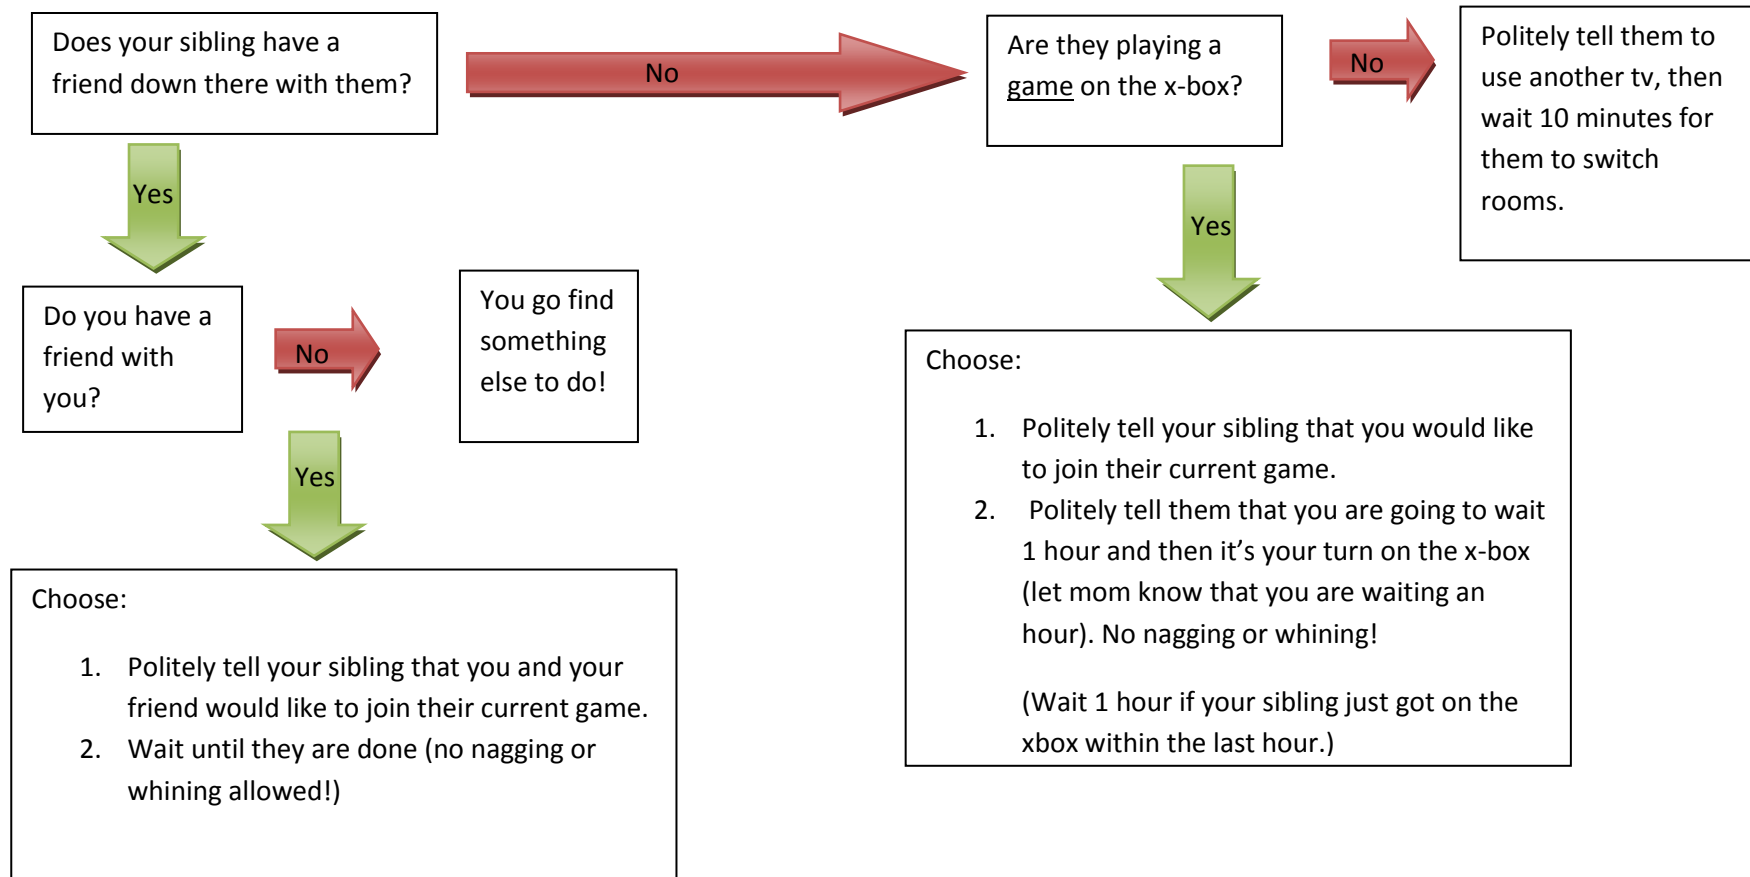 Does your sibling have a
friend down there with them?
No
Are they playing a
game on the x-box?
No
Politely tell them to
use another tv, then
wait 10 minutes for
them to switch
rooms.
Yes
Yes
Do you have a
friend with
you?
No
You go find
something
else to do!
Yes
Choose:
1. Politely tell your sibling that you would like
to join their current game.
2. Politely tell them that you are going to wait
1 hour and then it’s your turn on the x-box
(let mom know that you are waiting an
hour). No nagging or whining!
(Wait 1 hour if your sibling just got on the
xbox within the last hour.)
Choose:
1. Politely tell your sibling that you and your
friend would like to join their current game.
2. Wait until they are done (no nagging or
whining allowed!)